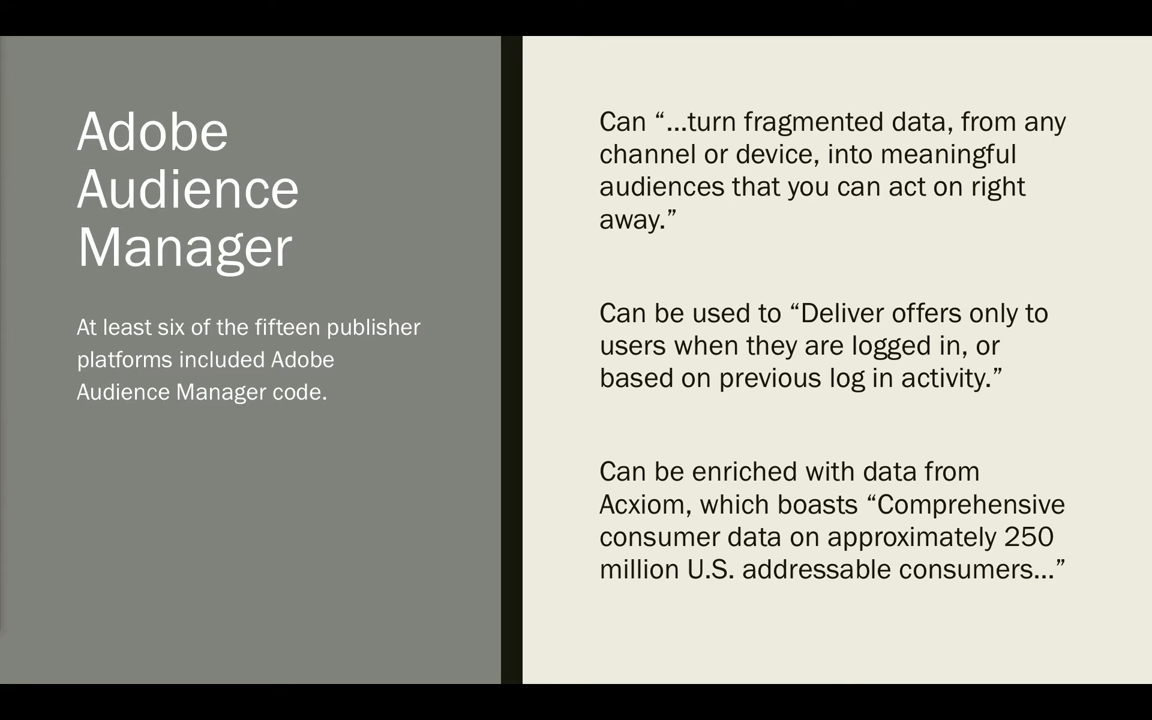 Adobe
Audience
Manager
At least six of the fifteen publisher
platforms included Adobe
Audience Manager code.
Can “...turn fragmented data, from any
channel or device, into meaningful
audiences that you can act on right
away.”
Can be used to “Deliver offers only to
users when they are logged in, or
based on previous log in activity.”
Can be enriched with data from
Acxiom, which boasts “Comprehensive
consumer data on approximately 250
million U.S. addressable consumers...”